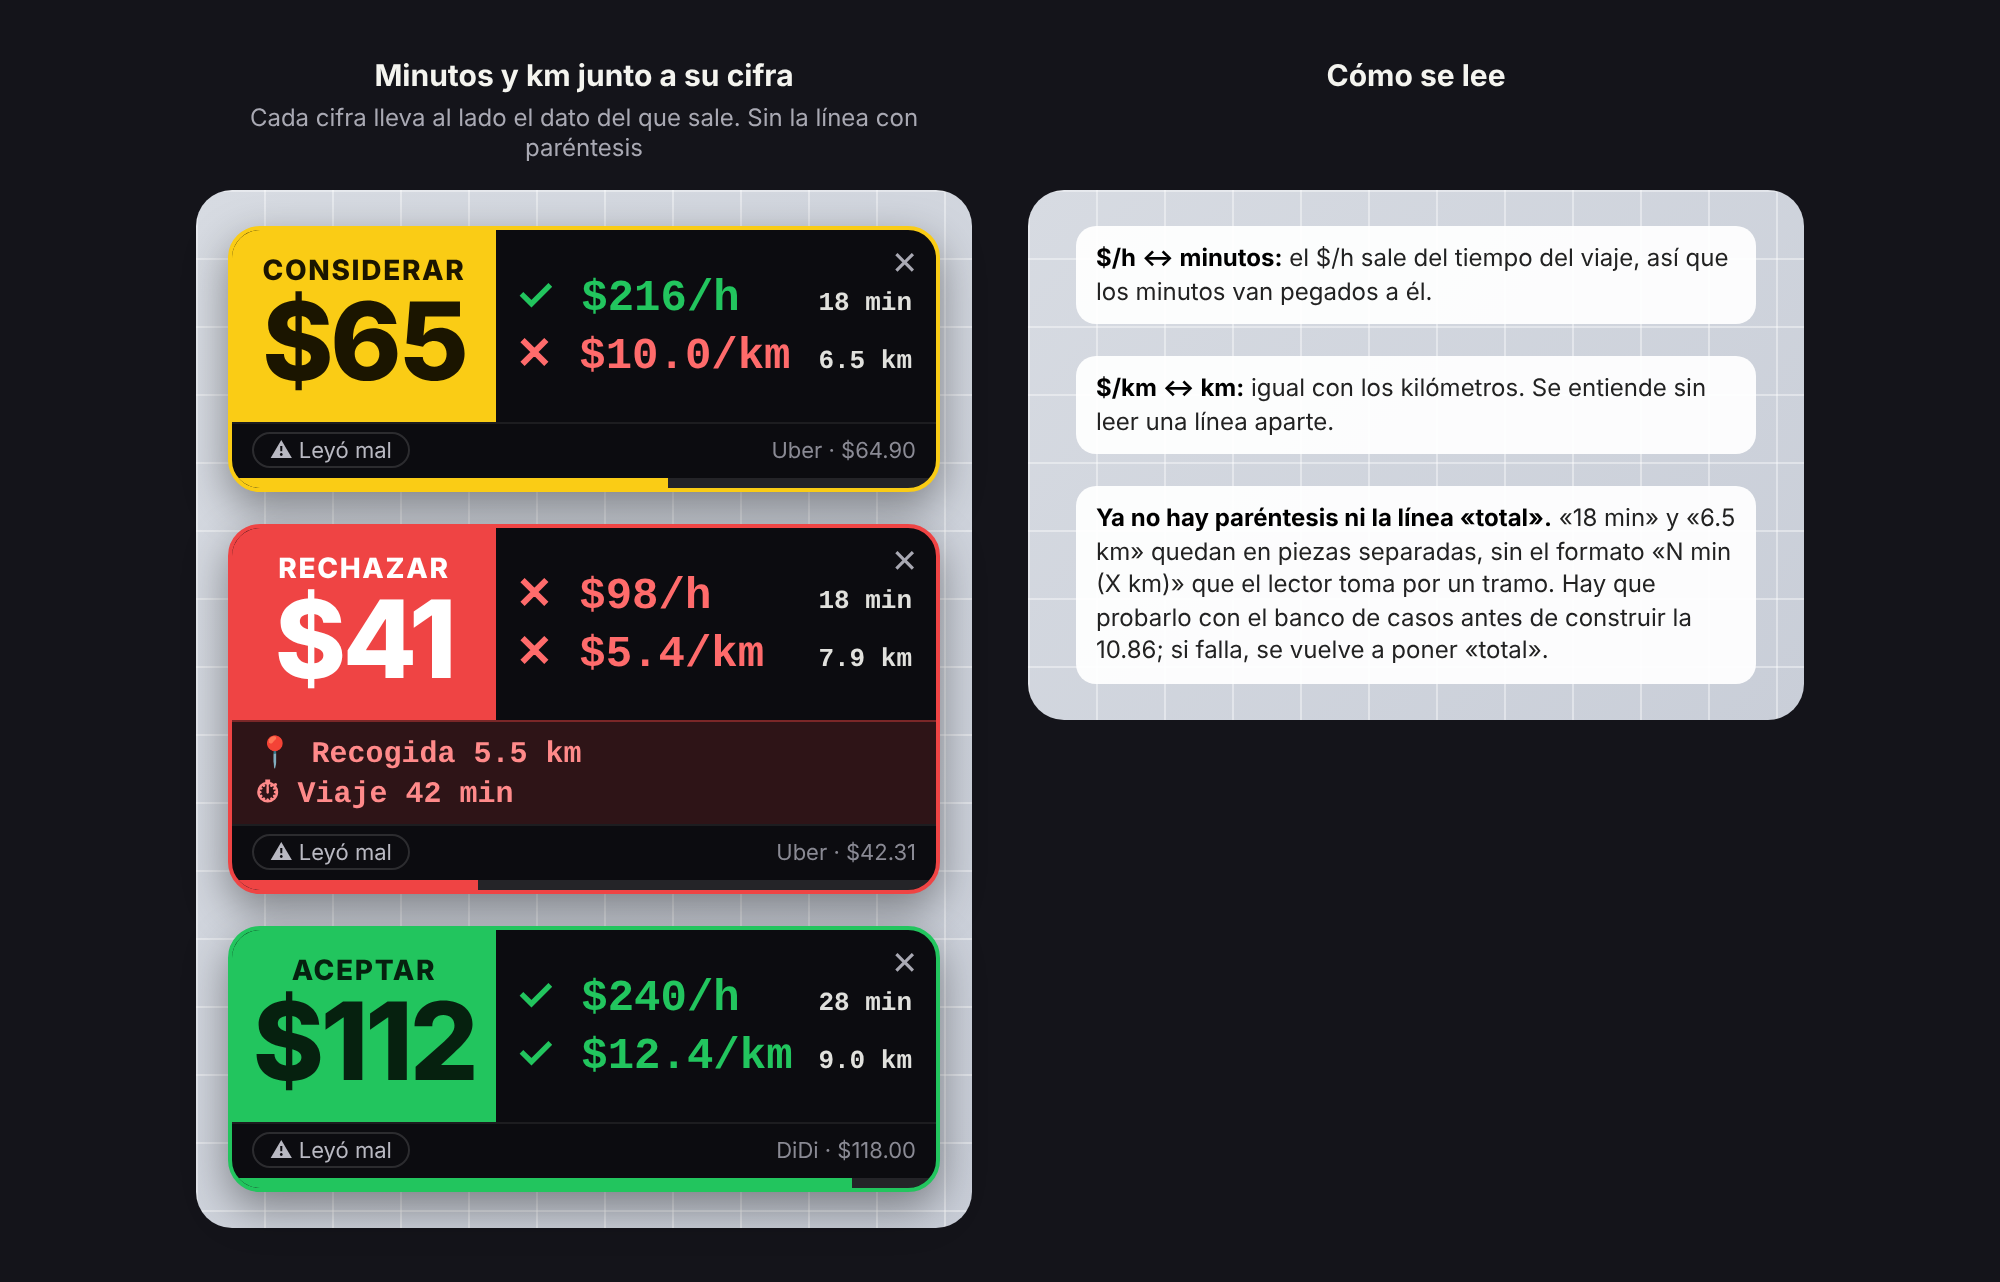 Minutos y km junto a su cifra
Cada cifra lleva al lado el dato del que sale. Sin la línea con
paréntesis
CONSIDERAR
$65
✕
✓ $216/h 18 min
✕ $10.0/km 6.5 km
⚠ Leyó mal
Uber · $64.90
RECHAZAR
$41
✕
✕ $98/h 18 min
✕ $5.4/km 7.9 km
📍 Recogida 5.5 km
⏱ Viaje 42 min
⚠ Leyó mal
Uber · $42.31
ACEPTAR
$112
✕
✓ $240/h 28 min
✓ $12.4/km 9.0 km
⚠ Leyó mal
DiDi · $118.00
Cómo se lee
$/h ↔ minutos: el $/h sale del tiempo del viaje, así que
los minutos van pegados a él.
$/km ↔ km: igual con los kilómetros. Se entiende sin
leer una línea aparte.
Ya no hay paréntesis ni la línea «total». «18 min» y «6.5
km» quedan en piezas separadas, sin el formato «N min
(X km)» que el lector toma por un tramo. Hay que
probarlo con el banco de casos antes de construir la
10.86; si falla, se vuelve a poner «total».